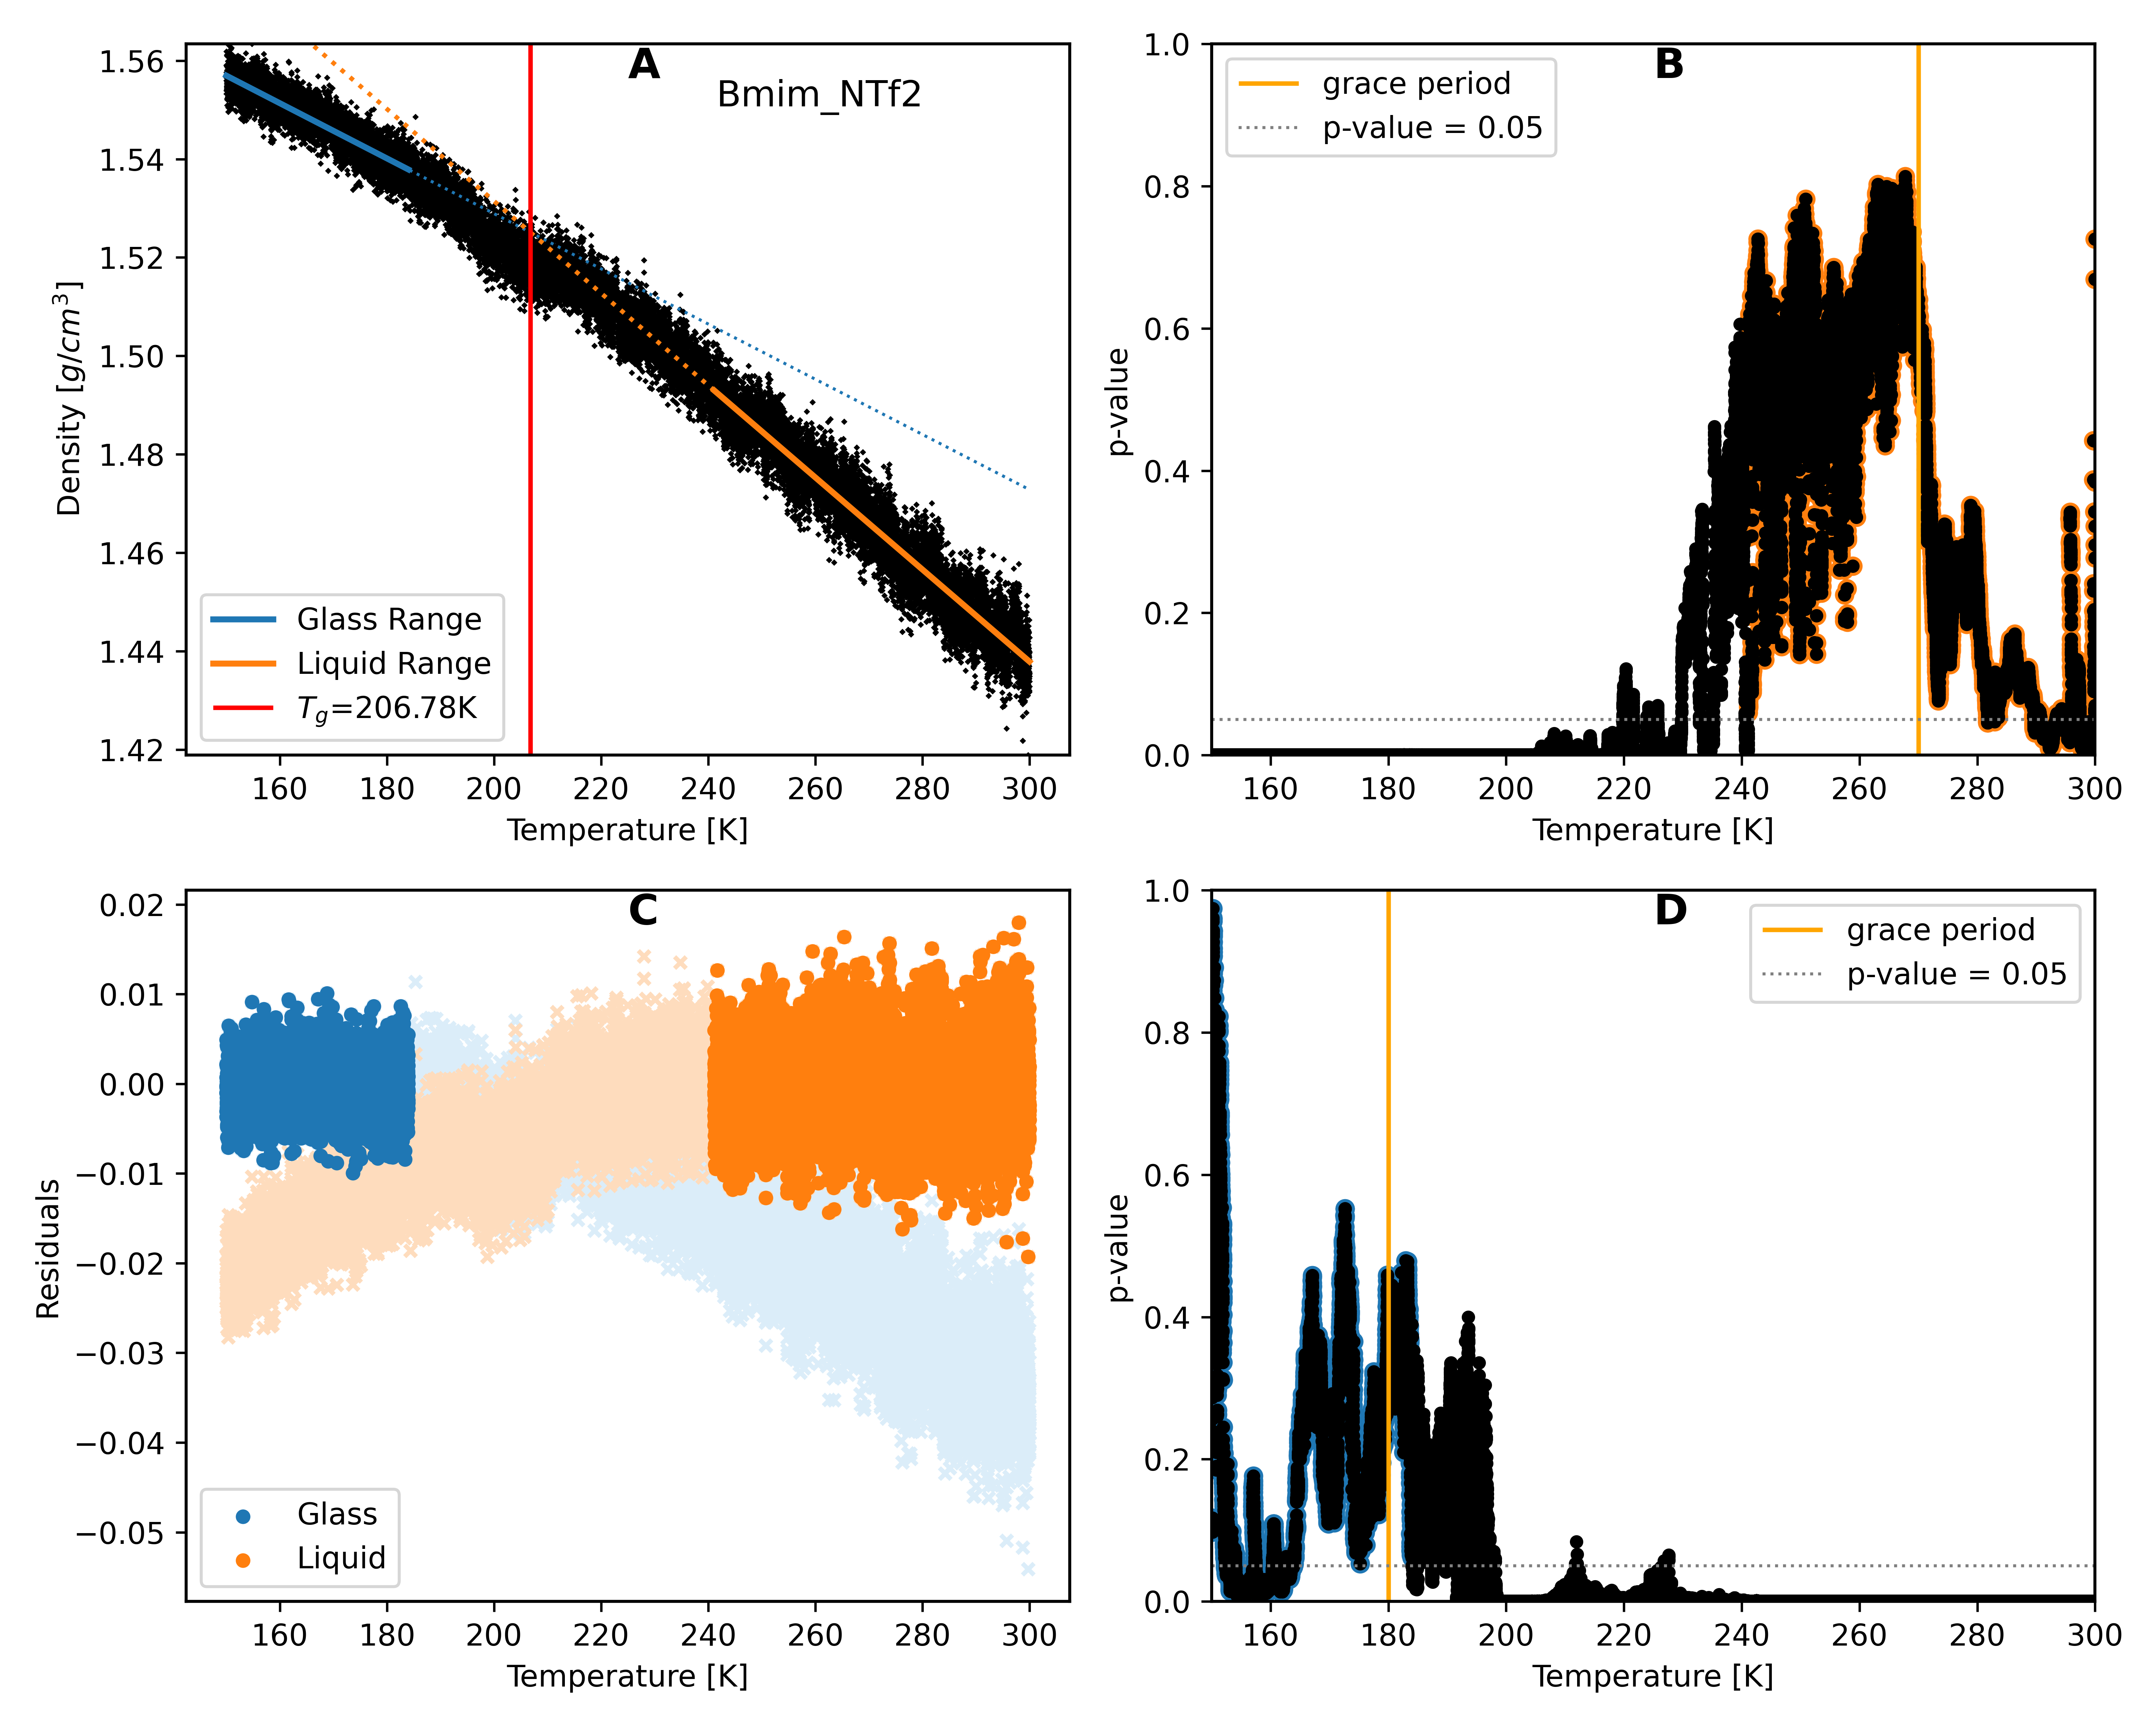 A
Bmim_NTf2
1.56
1.54
1.52
1.50
1.48
1.46
1.44
1.42
Density [g/cm³]
Glass Range
Liquid Range
T_g=206.78K
160 180 200 220 240 260 280 300
Temperature [K]
B
grace period
p-value = 0.05
1.0
0.8
0.6
0.4
0.2
0.0
p-value
160 180 200 220 240 260 280 300
Temperature [K]
C
0.02
0.01
0.00
−0.01
−0.02
−0.03
−0.04
−0.05
Residuals
Glass
Liquid
160 180 200 220 240 260 280 300
Temperature [K]
D
grace period
p-value = 0.05
1.0
0.8
0.6
0.4
0.2
0.0
p-value
160 180 200 220 240 260 280 300
Temperature [K]